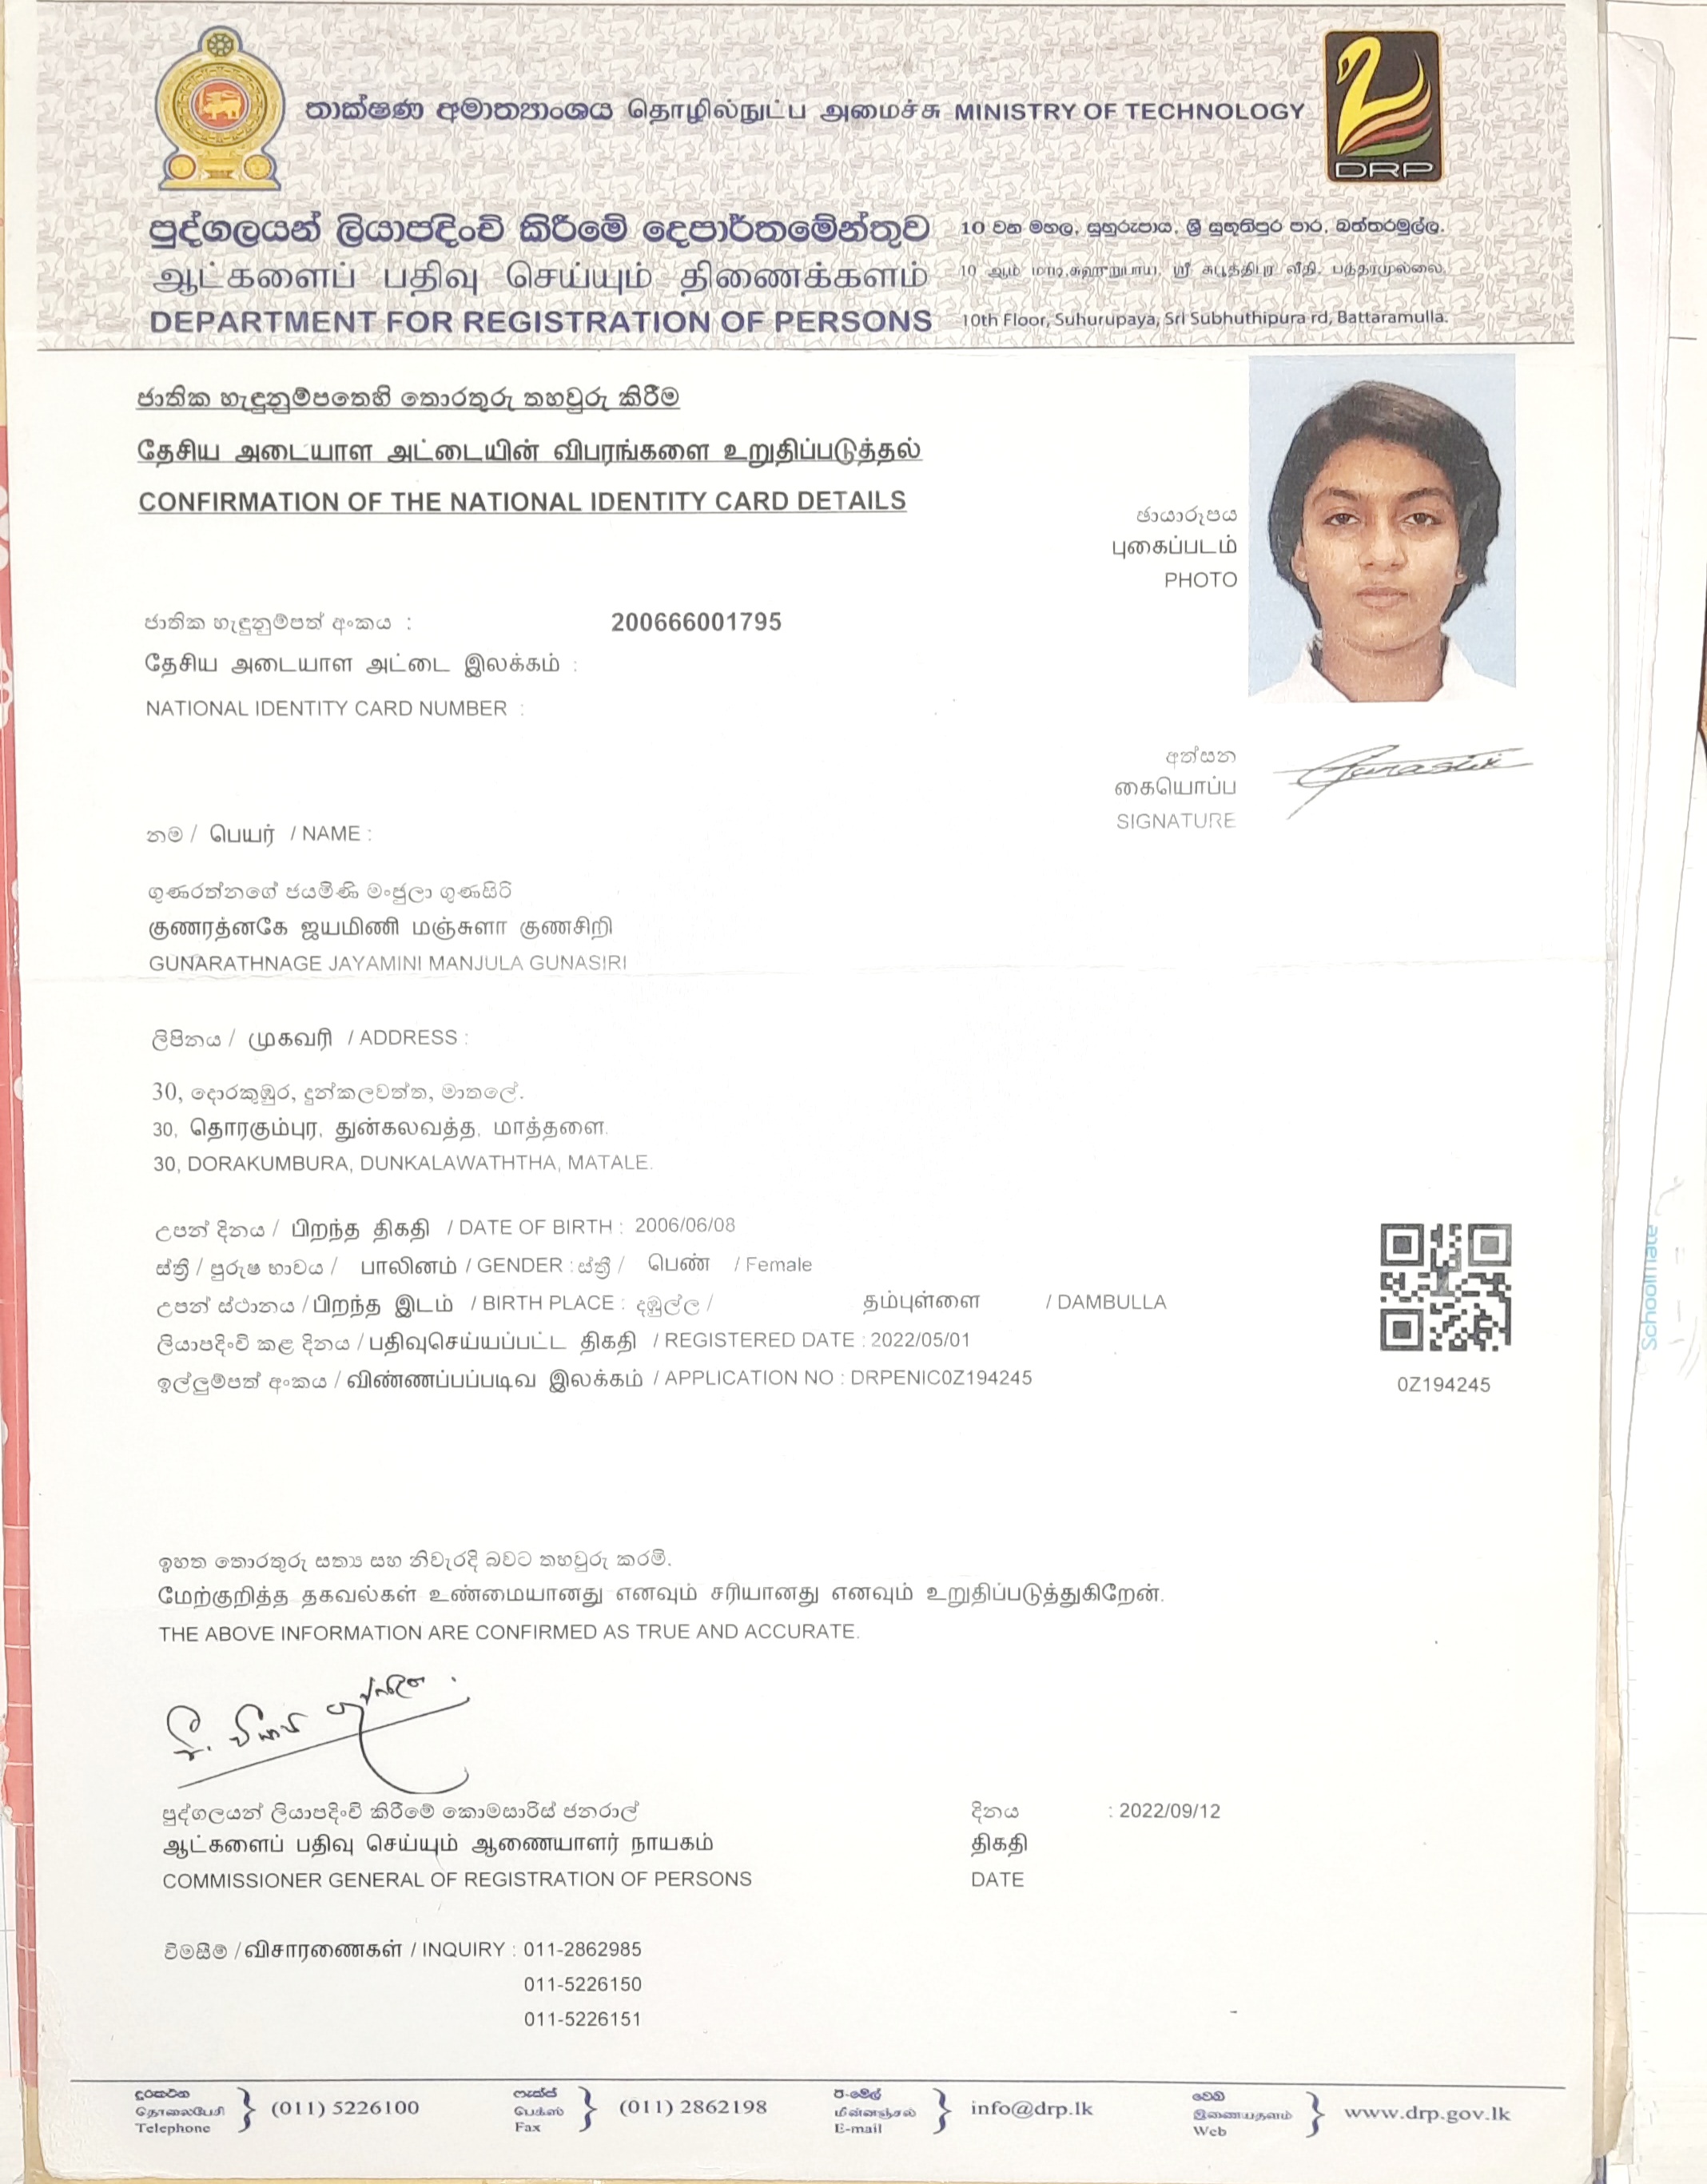 තාක්ෂණ අමාත්‍යාංශය தொழில்நுட்ப அமைச்சு MINISTRY OF TECHNOLOGY
DRP
පුද්ගලයන් ලියාපදිංචි කිරීමේ දෙපාර්තමේන්තුව 10 වන මහල, සුහුරුපාය, ශ්‍රී සුභූතිපුර පාර, බත්තරමුල්ල.
ஆட்களைப் பதிவு செய்யும் திணைக்களம் 10 ஆம் மாடி,சுஹுறுபாய, ஸ்ரீ சுபூத்திபுர வீதி, பத்தரமுல்லை.
DEPARTMENT FOR REGISTRATION OF PERSONS 10th Floor, Suhurupaya, Sri Subhuthipura rd, Battaramulla.
ජාතික හැඳුනුම්පතෙහි තොරතුරු තහවුරු කිරීම
தேசிய அடையாள அட்டையின் விபரங்களை உறுதிப்படுத்தல்
CONFIRMATION OF THE NATIONAL IDENTITY CARD DETAILS
ඡායාරූපය
புகைப்படம்
PHOTO
ජාතික හැඳුනුම්පත් අංකය : 200666001795
தேசிய அடையாள அட்டை இலக்கம் :
NATIONAL IDENTITY CARD NUMBER :
අත්සන
கையொப்ப
SIGNATURE
නම / பெயர் / NAME :
ගුණරත්නගේ ජයමිණි මංජුලා ගුණසිරි
குணரத்னகே ஜயமிணி மஞ்சுளா குணசிறி
GUNARATHNAGE JAYAMINI MANJULA GUNASIRI
ලිපිනය / முகவரி / ADDRESS :
30, දොරකුඹුර, දුන්කලවත්ත, මාතලේ.
30, தொரகும்புர, துன்கலவத்த, மாத்தளை.
30, DORAKUMBURA, DUNKALAWATHTHA, MATALE.
උපන් දිනය / பிறந்த திகதி / DATE OF BIRTH : 2006/06/08
ස්ත්‍රී / පුරුෂ භාවය / பாலினம் / GENDER : ස්ත්‍රී / பெண் / Female
උපන් ස්ථානය / பிறந்த இடம் / BIRTH PLACE : දඹුල්ල / தம்புள்ளை / DAMBULLA
ලියාපදිංචි කළ දිනය / பதிவுசெய்யப்பட்ட திகதி / REGISTERED DATE : 2022/05/01
ඉල්ලුම්පත් අංකය / விண்ணப்பப்படிவ இலக்கம் / APPLICATION NO : DRPENIC0Z194245
0Z194245
ඉහත තොරතුරු සත්‍ය සහ නිවැරදි බවට තහවුරු කරමි.
மேற்குறித்த தகவல்கள் உண்மையானது எனவும் சரியானது எனவும் உறுதிப்படுத்துகிறேன்.
THE ABOVE INFORMATION ARE CONFIRMED AS TRUE AND ACCURATE.
පුද්ගලයන් ලියාපදිංචි කිරීමේ කොමසාරිස් ජනරාල් දිනය : 2022/09/12
ஆட்களைப் பதிவு செய்யும் ஆணையாளர் நாயகம் திகதி
COMMISSIONER GENERAL OF REGISTRATION OF PERSONS DATE
විමසීම් / விசாரணைகள் / INQUIRY : 011-2862985
011-5226150
011-5226151
දුරකථන
தொலைபேசி
Telephone
(011) 5226100
ෆැක්ස්
பெக்ஸ்
Fax
(011) 2862198
ඊ-මේල්
மின்னஞ்சல்
E-mail
info@drp.lk
වෙබ්
இணையதளம்
Web
www.drp.gov.lk
Schoolmate